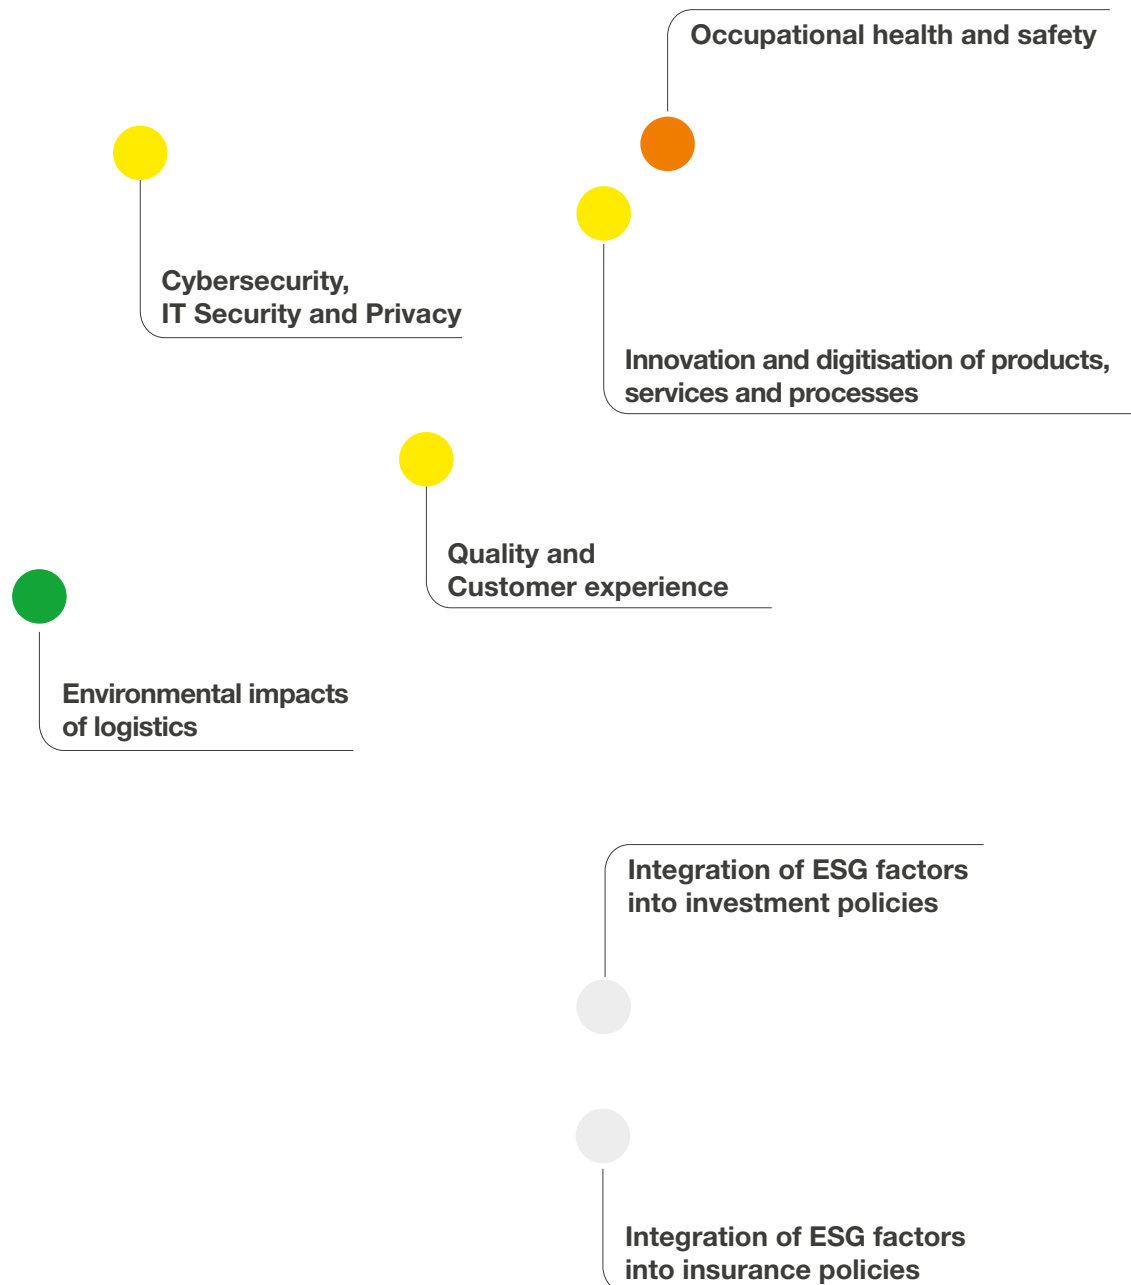 Occupational health and safety
Cybersecurity,
IT Security and Privacy
Innovation and digitisation of products,
services and processes
Quality and
Customer experience
Environmental impacts
of logistics
Integration of ESG factors
into investment policies
Integration of ESG factors
into insurance policies